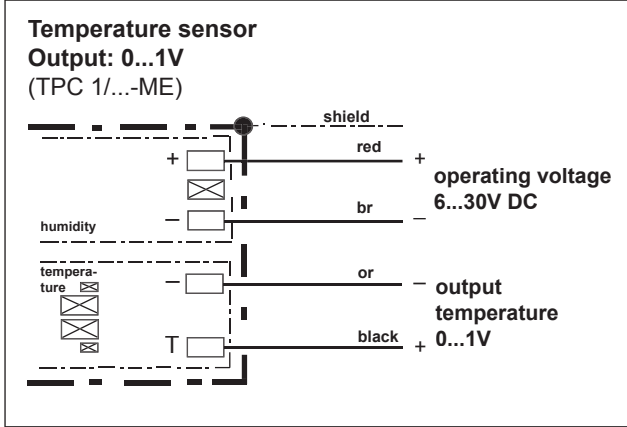 Temperature sensor
Output: 0...1V
(TPC 1/...-ME)
shield
+ red +
operating voltage
6...30V DC
– br –
humidity
tempera-
ture
– or –
output
temperature
0...1V
T black +